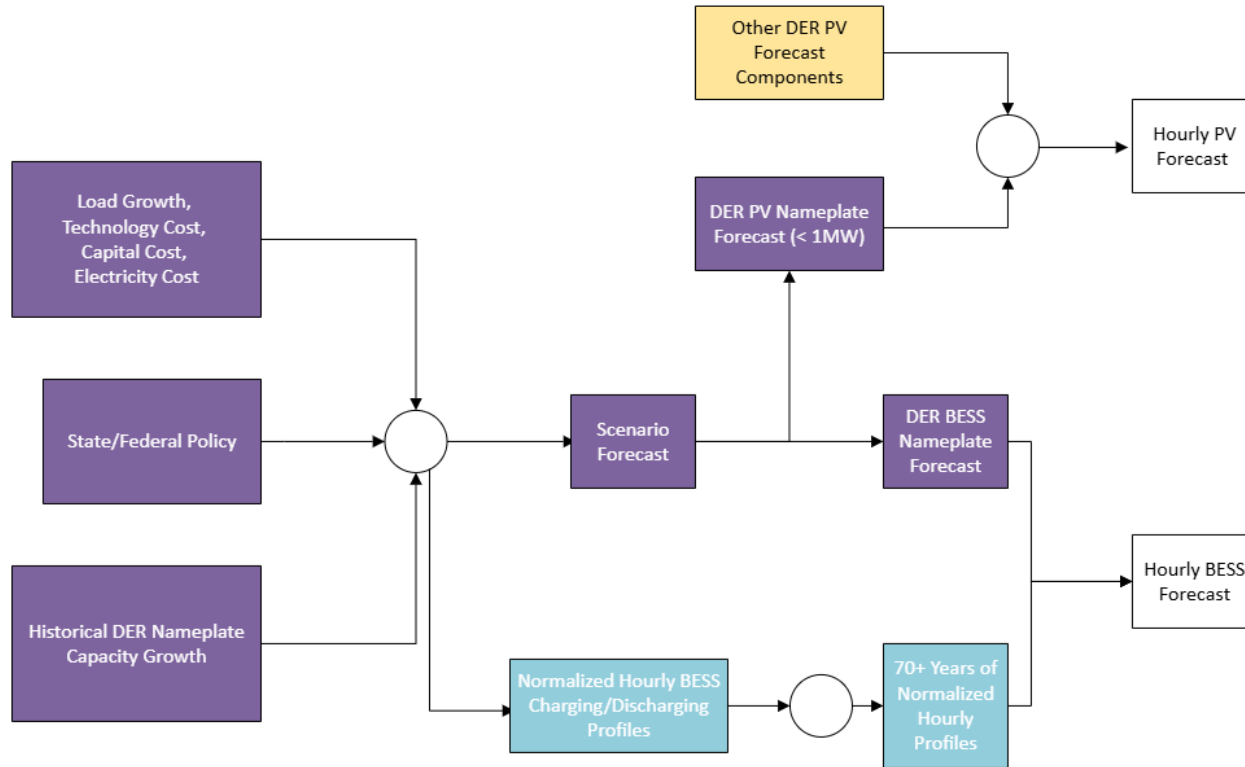 Other DER PV
Forecast
Components
Hourly PV
Forecast
Load Growth,
Technology Cost,
Capital Cost,
Electricity Cost
DER PV Nameplate
Forecast (< 1MW)
State/Federal Policy
Scenario
Forecast
DER BESS
Nameplate
Forecast
Hourly BESS
Forecast
Historical DER Nameplate
Capacity Growth
Normalized Hourly BESS
Charging/Discharging
Profiles
70+ Years of
Normalized
Hourly
Profiles